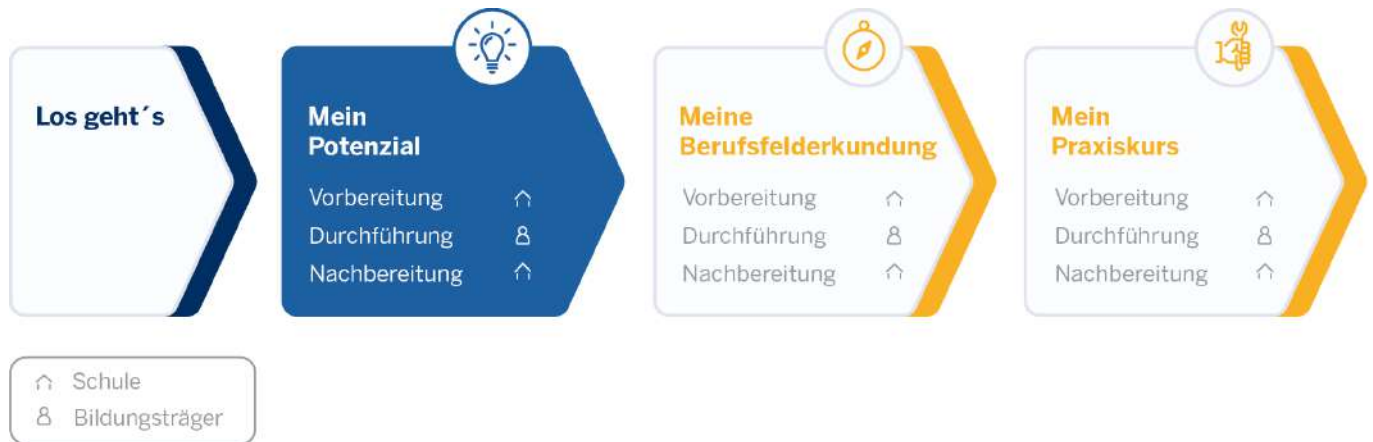 Los geht´s
Mein
Potenzial
Vorbereitung
Durchführung
Nachbereitung
Meine
Berufsfelderkundung
Vorbereitung
Durchführung
Nachbereitung
Mein
Praxiskurs
Vorbereitung
Durchführung
Nachbereitung
Schule
Bildungsträger